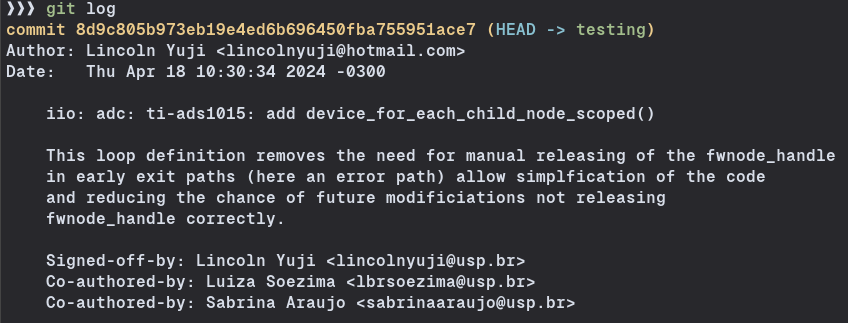 ❯❯❯ git log
commit 8d9c805b973eb19e4ed6b696450fba755951ace7 (HEAD -> testing)
Author: Lincoln Yuji <lincolnyuji@hotmail.com>
Date:   Thu Apr 18 10:30:34 2024 -0300
iio: adc: ti-ads1015: add device_for_each_child_node_scoped()
This loop definition removes the need for manual releasing of the fwnode_handle
in early exit paths (here an error path) allow simplfication of the code
and reducing the chance of future modificiations not releasing
fwnode_handle correctly.
Signed-off-by: Lincoln Yuji <lincolnyuji@usp.br>
Co-authored-by: Luiza Soezima <lbrsoezima@usp.br>
Co-authored-by: Sabrina Araujo <sabrinaaraujo@usp.br>